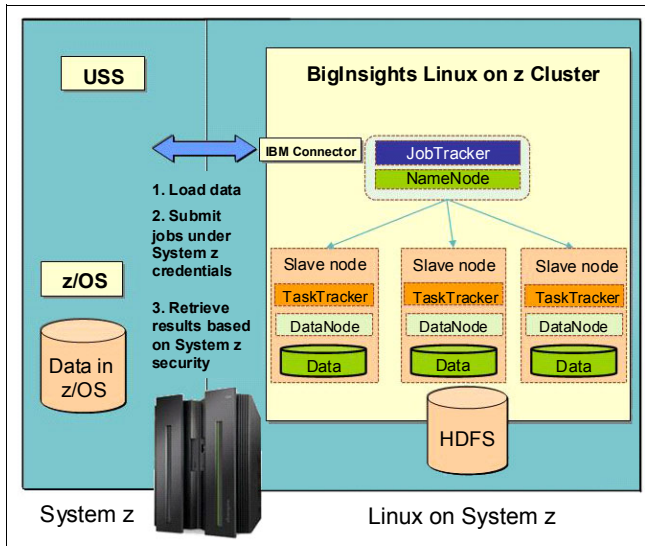 USS
BigInsights Linux on z Cluster
IBM Connector
JobTracker
NameNode
1. Load data
2. Submit
jobs under
System z
credentials
3. Retrieve
results based
on System z
security
z/OS
Data in
z/OS
Slave node
TaskTracker
DataNode
Data
Slave node
TaskTracker
DataNode
Data
Slave node
TaskTracker
DataNode
Data
HDFS
System z
Linux on System z